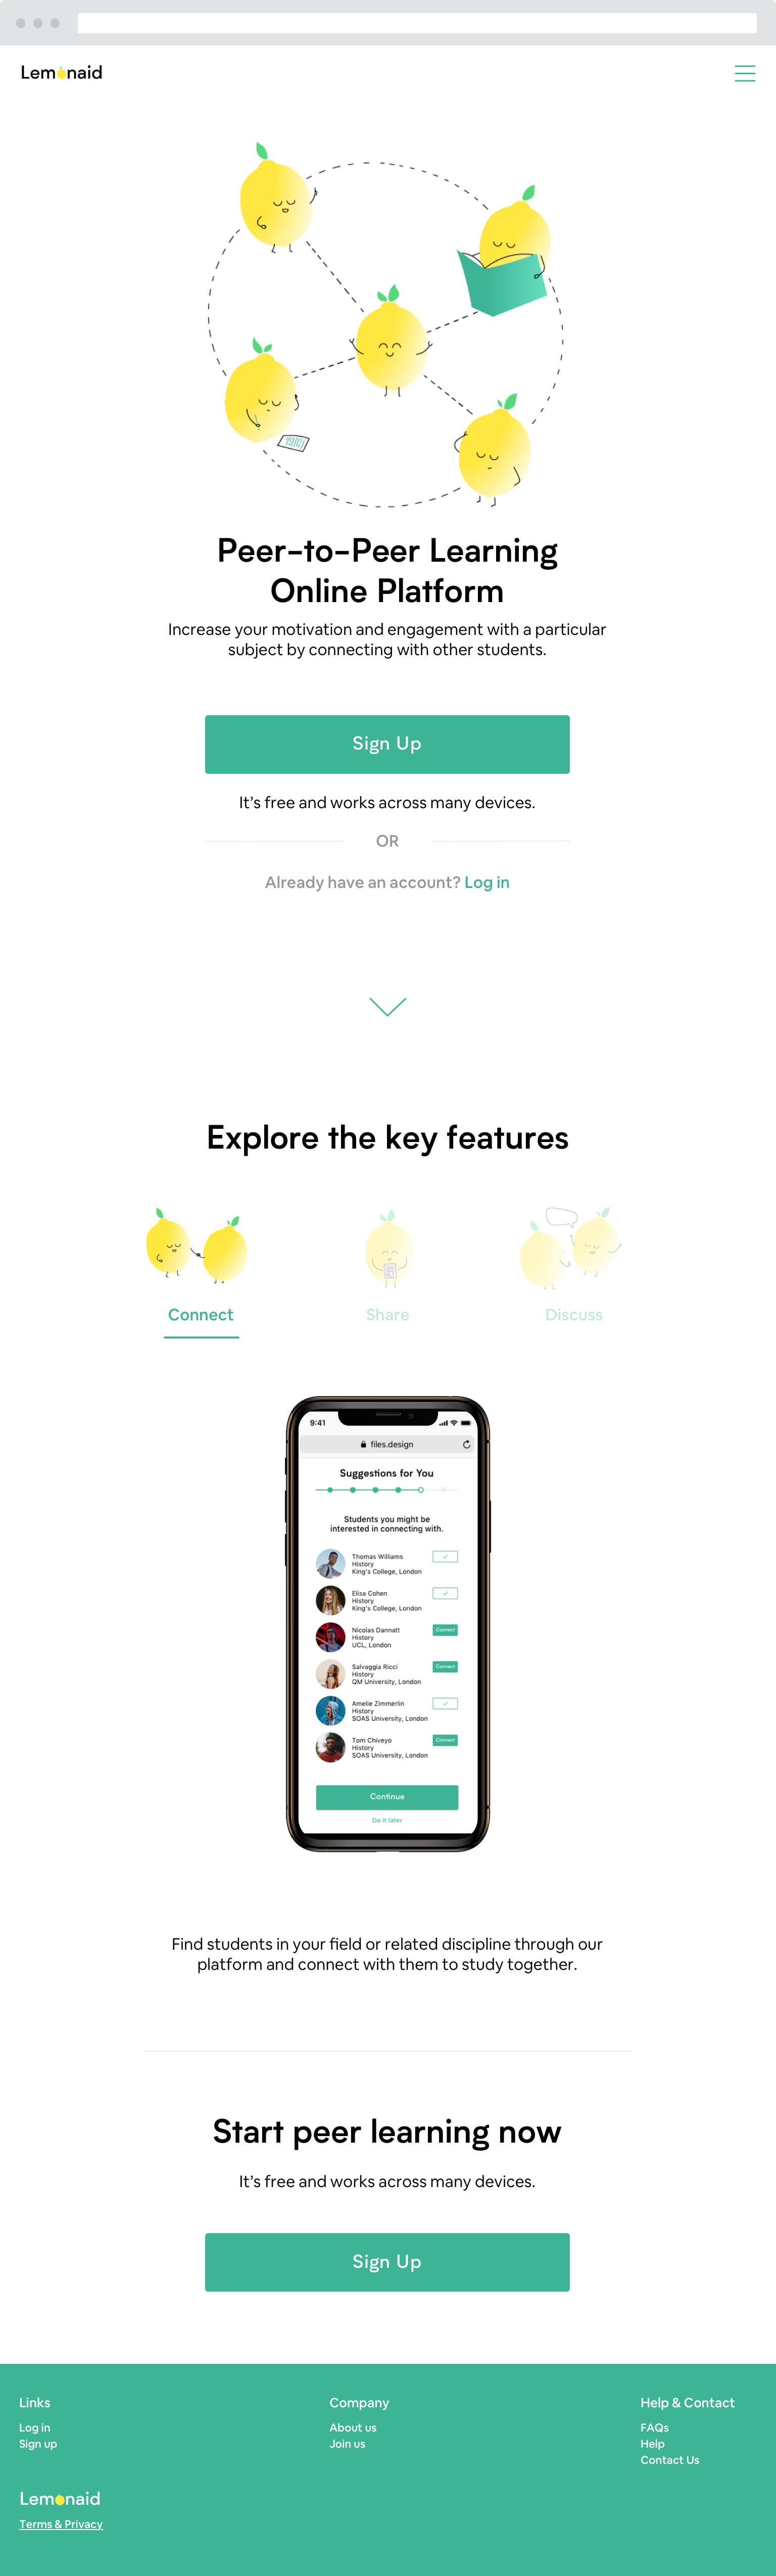 Lemonaid
Peer-to-Peer Learning
Online Platform
Increase your motivation and engagement with a particular
subject by connecting with other students.
Sign Up
It's free and works across many devices.
OR
Already have an account? Log in
Explore the key features
Connect
Share
Discuss
9:41
files.design
Suggestions for You
Students you might be
interested in connecting with.
Thomas Williams
History
King's College, London
Elisa Cohen
History
King's College, London
Nicolas Dannatt
History
UCL, London
Connect
Salvaggia Ricci
History
QM University, London
Connect
Amelie Zimmerlin
History
SOAS University, London
Tom Chiveyo
History
SOAS University, London
Connect
Continue
Do it later
Find students in your field or related discipline through our
platform and connect with them to study together.
Start peer learning now
It's free and works across many devices.
Sign Up
Links
Log in
Sign up
Company
About us
Join us
Help & Contact
FAQs
Help
Contact Us
Lemonaid
Terms & Privacy